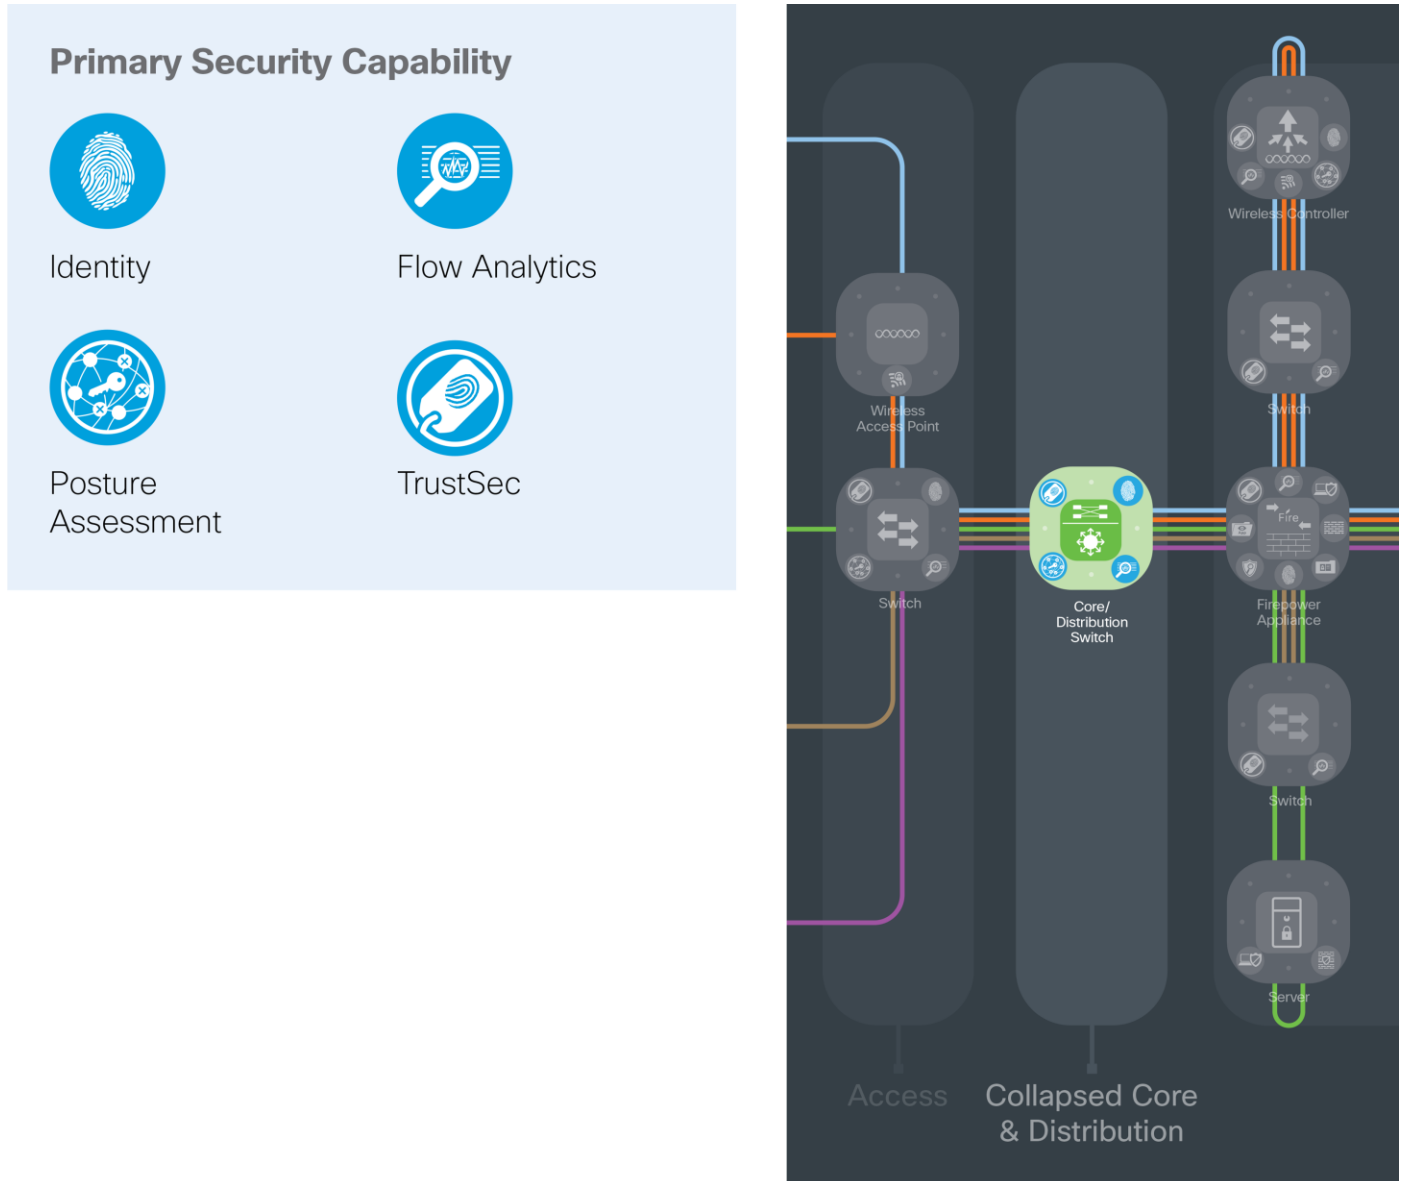 Primary Security Capability
Identity
Flow Analytics
Posture
Assessment
TrustSec
Wireless Controller
Wireless
Access Point
Switch
Switch
Core/
Distribution
Switch
Fire
Firepower
Appliance
Switch
Server
Access
Collapsed Core
& Distribution